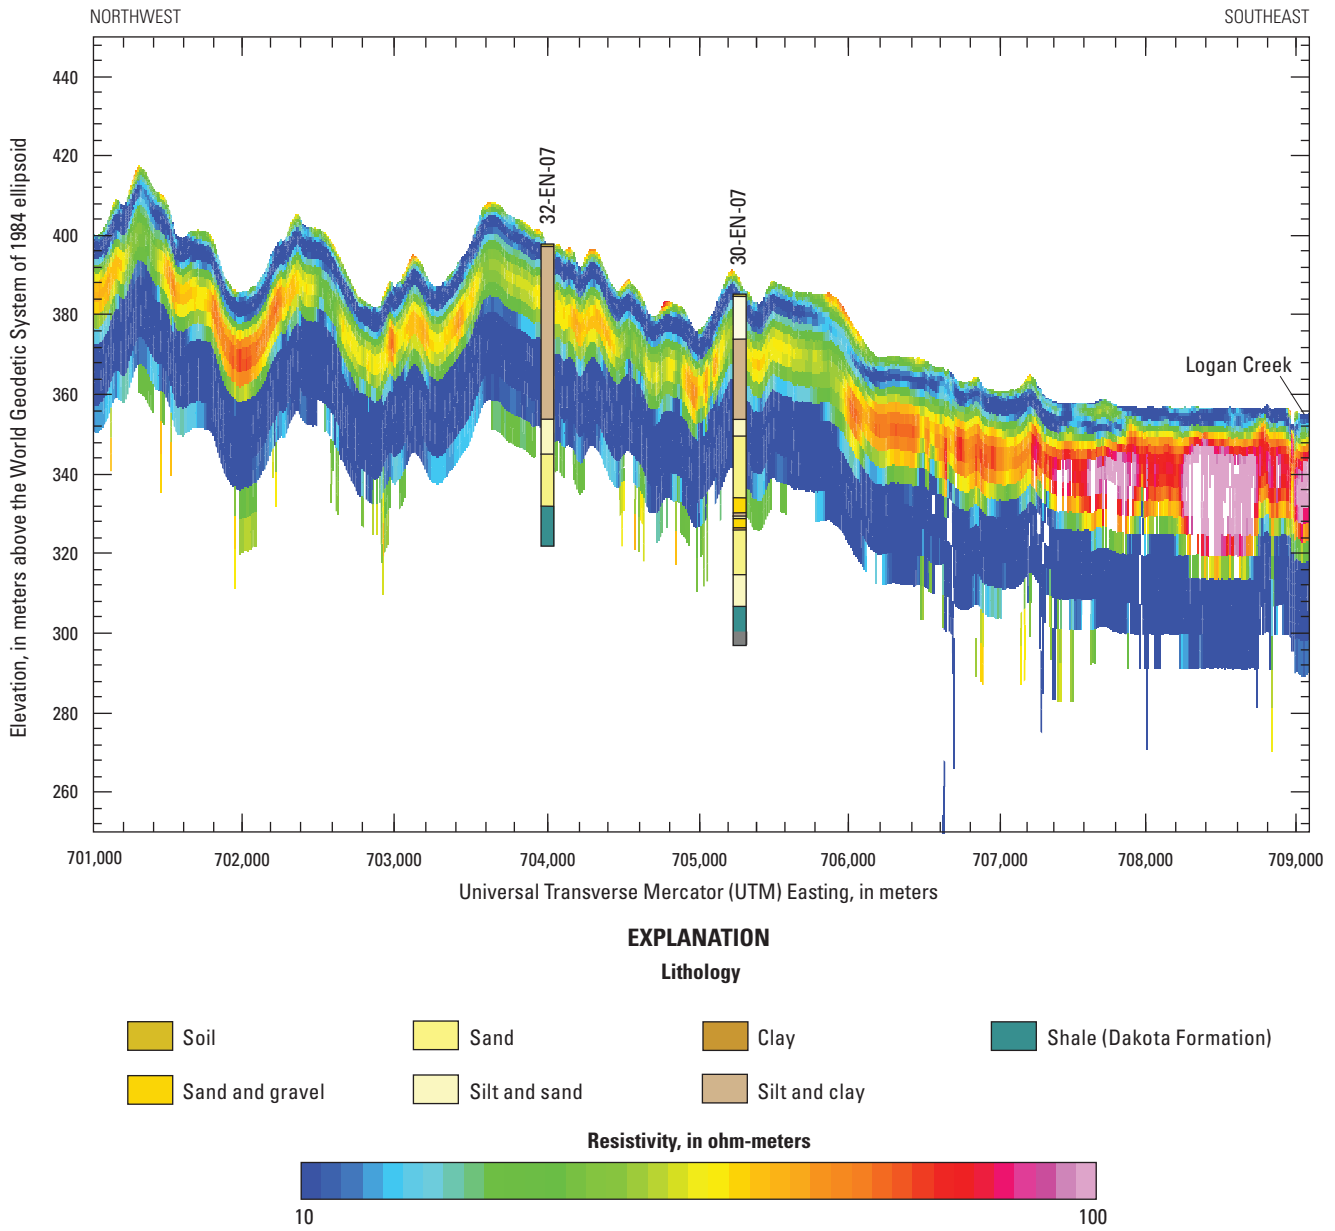 NORTHWEST
SOUTHEAST
Elevation, in meters above the World Geodetic System of 1984 ellipsoid
440
420
400
380
360
340
320
300
280
260
32-EN-07
30-EN-07
Logan Creek
701,000
702,000
703,000
704,000
705,000
706,000
707,000
708,000
709,000
Universal Transverse Mercator (UTM) Easting, in meters
EXPLANATION
Lithology
Soil
Sand
Clay
Shale (Dakota Formation)
Sand and gravel
Silt and sand
Silt and clay
Resistivity, in ohm-meters
10
100